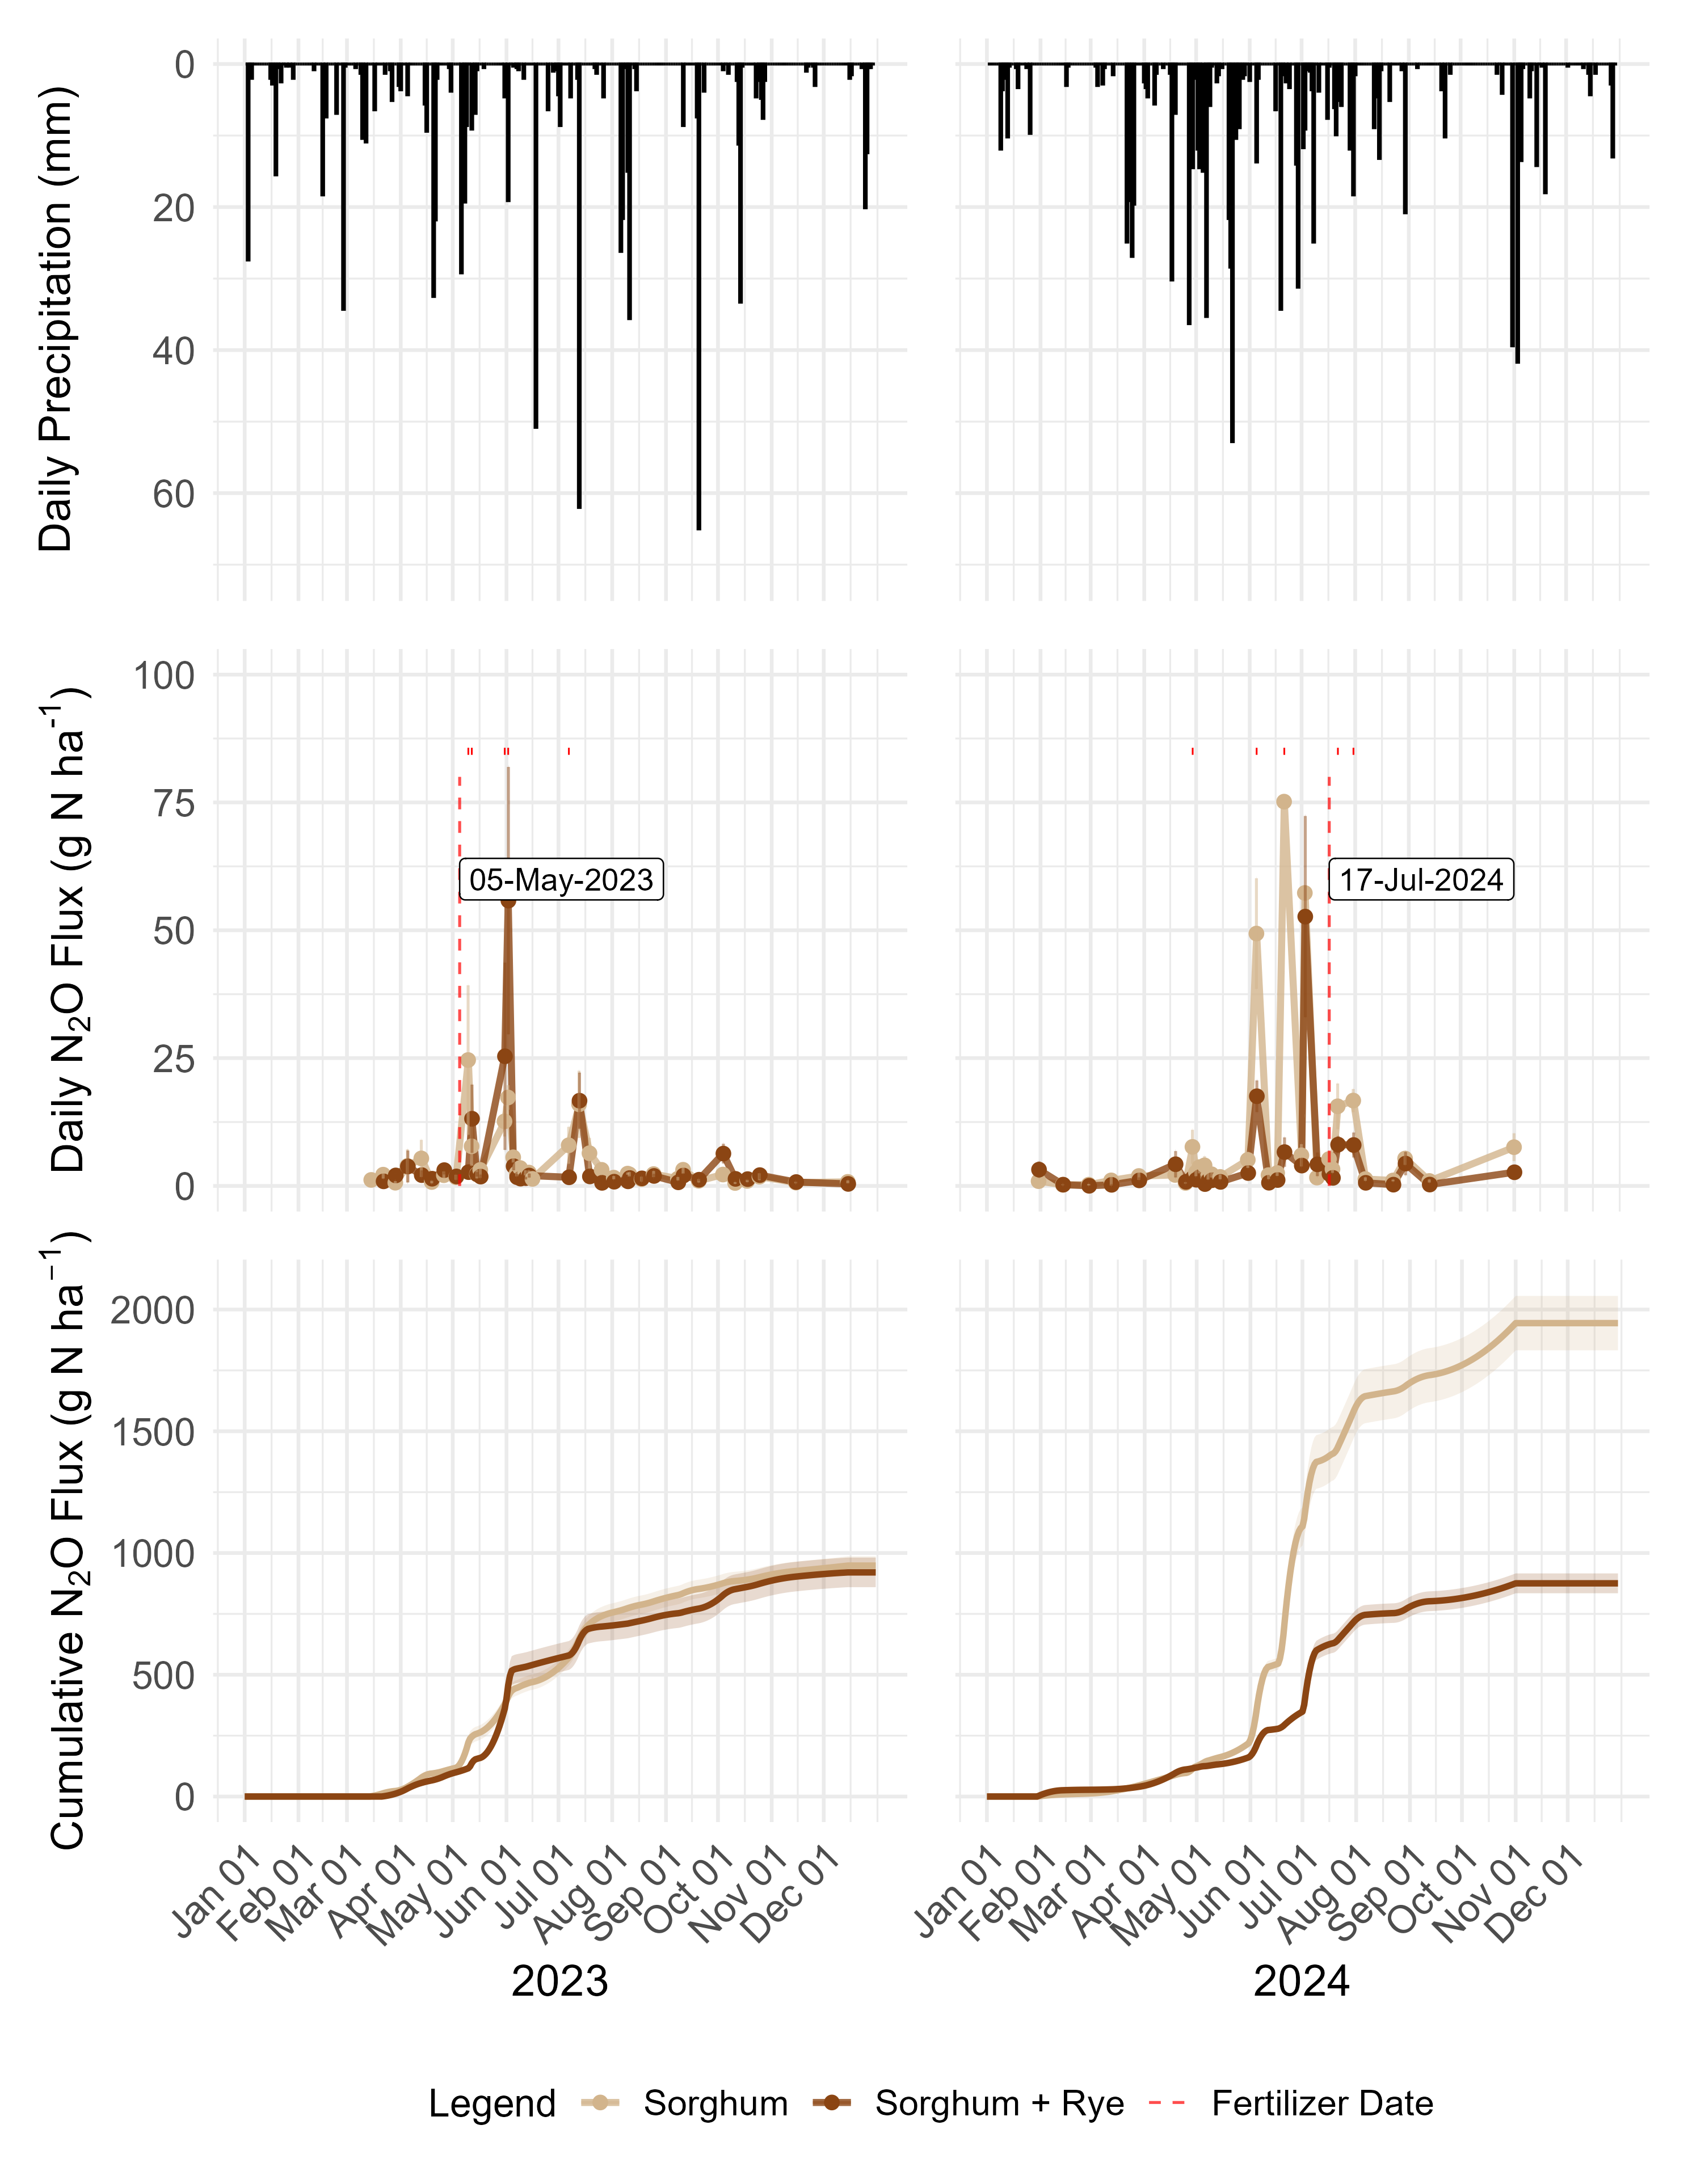 Daily Precipitation (mm)
0
20
40
60
Daily N₂O Flux (g N ha⁻¹)
100
75
50
25
0
05-May-2023
17-Jul-2024
Cumulative N₂O Flux (g N ha⁻¹)
2000
1500
1000
500
0
Jan 01 Feb 01 Mar 01 Apr 01 May 01 Jun 01 Jul 01 Aug 01 Sep 01 Oct 01 Nov 01 Dec 01
Jan 01 Feb 01 Mar 01 Apr 01 May 01 Jun 01 Jul 01 Aug 01 Sep 01 Oct 01 Nov 01 Dec 01
2023
2024
Legend Sorghum Sorghum + Rye Fertilizer Date